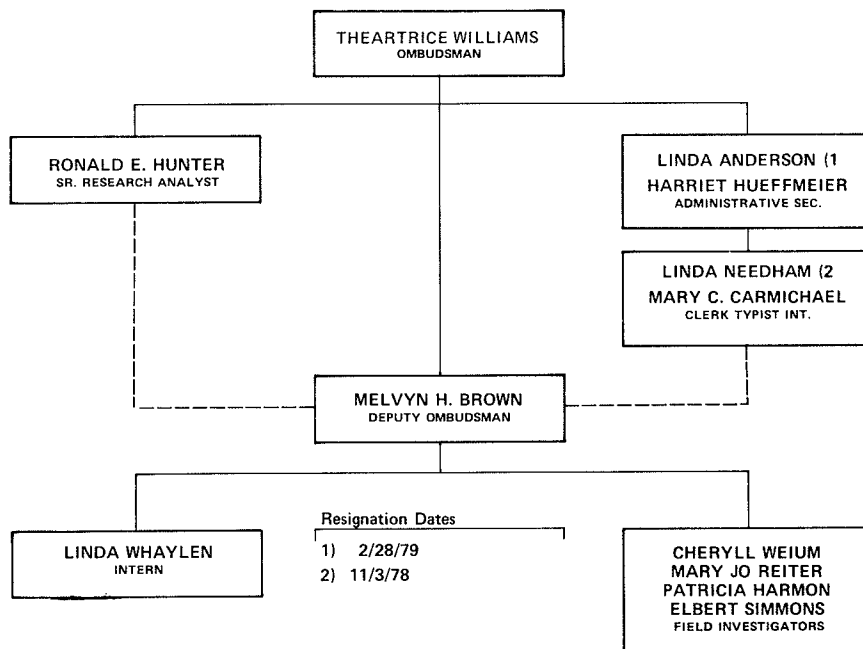 THEARTRICE WILLIAMS
OMBUDSMAN
RONALD E. HUNTER
SR. RESEARCH ANALYST
LINDA ANDERSON (1
HARRIET HUEFFMEIER
ADMINISTRATIVE SEC.
LINDA NEEDHAM (2
MARY C. CARMICHAEL
CLERK TYPIST INT.
MELVYN H. BROWN
DEPUTY OMBUDSMAN
LINDA WHAYLEN
INTERN
Resignation Dates
1) 2/28/79
2) 11/3/78
CHERYLL WEIUM
MARY JO REITER
PATRICIA HARMON
ELBERT SIMMONS
FIELD INVESTIGATORS